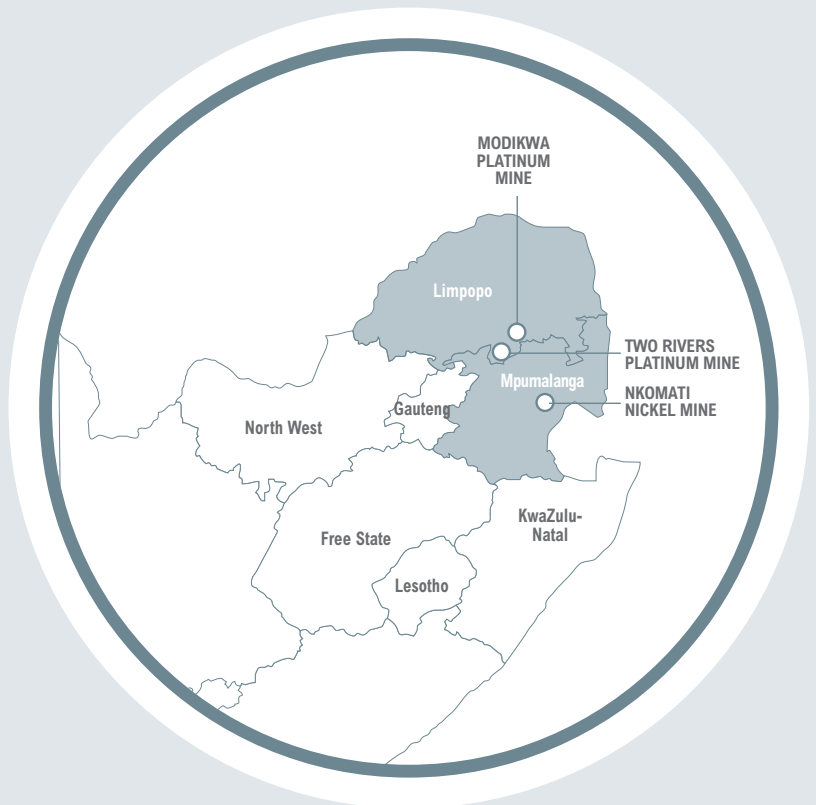 MODIKWA
PLATINUM
MINE
Limpopo
TWO RIVERS
PLATINUM MINE
Mpumalanga
NKOMATI
NICKEL MINE
Gauteng
North West
KwaZulu-
Natal
Free State
Lesotho